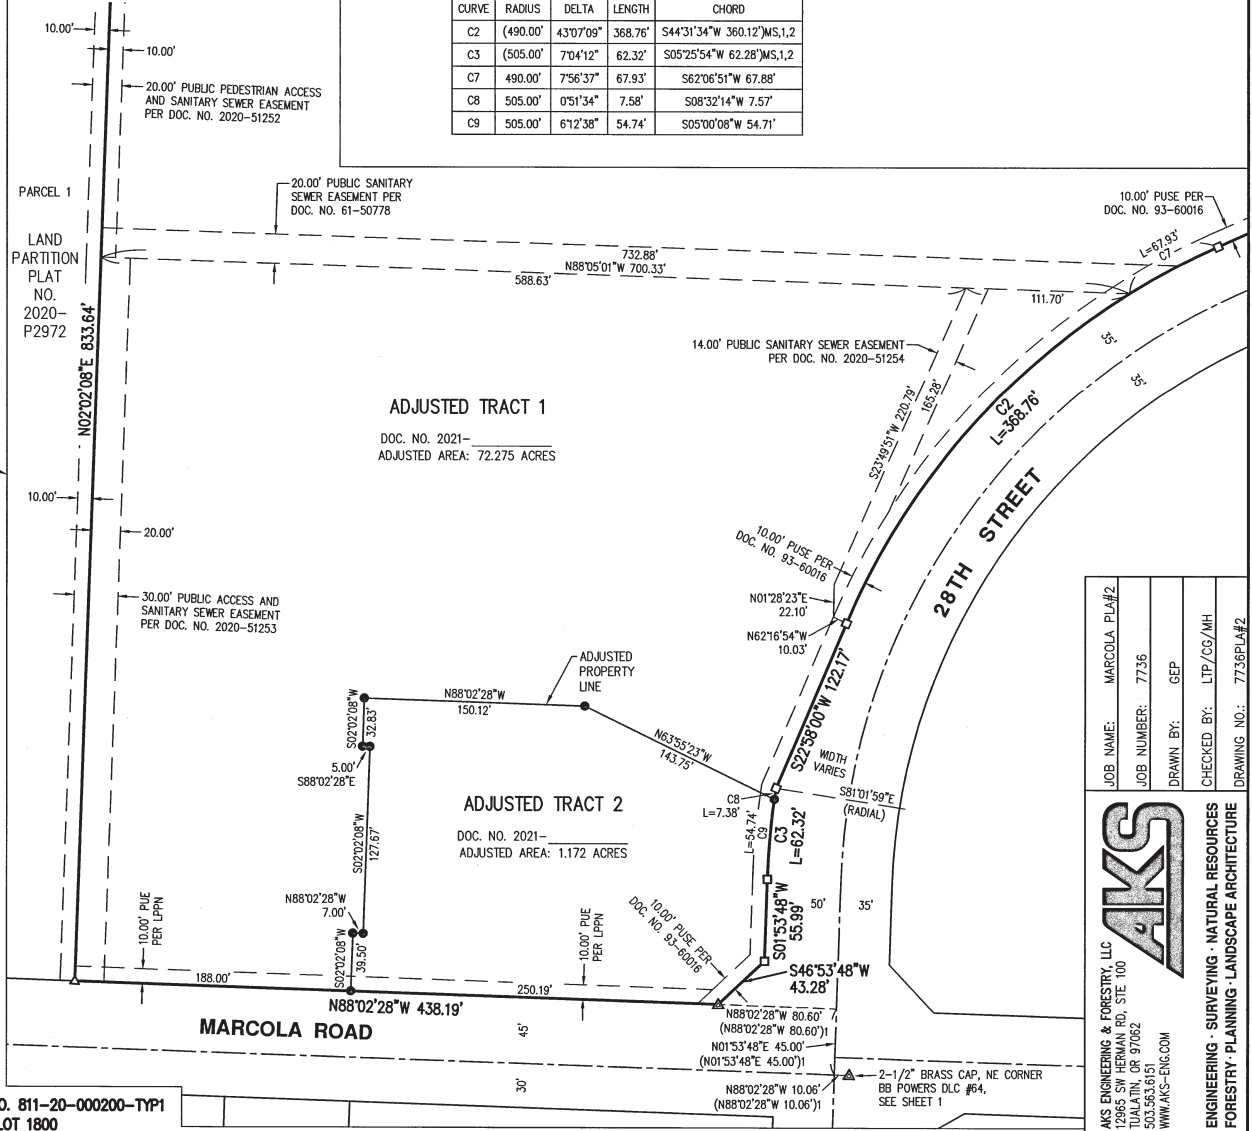 CURVE RADIUS DELTA LENGTH CHORD
C2 (490.00' 43°07'09" 368.76' S44°31'34"W 360.12')MS,1,2
C3 (505.00' 7°04'12" 62.32' S05°25'54"W 62.28')MS,1,2
C7 490.00' 7°56'37" 67.93' S62°06'51"W 67.88'
C8 505.00' 0°51'34" 7.58' S08°32'14"W 7.57'
C9 505.00' 6°12'38" 54.74' S05°00'08"W 54.71'
10.00'
10.00'
20.00' PUBLIC PEDESTRIAN ACCESS
AND SANITARY SEWER EASEMENT
PER DOC. NO. 2020-51252
PARCEL 1
LAND
PARTITION
PLAT
NO.
2020-
P2972
20.00' PUBLIC SANITARY
SEWER EASEMENT PER
DOC. NO. 61-50778
10.00' PUSE PER
DOC. NO. 93-60016
L=67.93'
C7
732.88'
N88°05'01"W 700.33'
588.63'
111.70'
N02°02'08"E 833.64'
14.00' PUBLIC SANITARY SEWER EASEMENT
PER DOC. NO. 2020-51254
35'
35'
S23°49'51"W 220.79'
165.28'
C2
L=368.76'
ADJUSTED TRACT 1
DOC. NO. 2021-
ADJUSTED AREA: 72.275 ACRES
10.00'
20.00'
28TH STREET
10.00' PUSE PER
DOC. NO. 93-60016
30.00' PUBLIC ACCESS AND
SANITARY SEWER EASEMENT
PER DOC. NO. 2020-51253
N01°28'23"E
22.10'
N62°16'54"W
10.03'
ADJUSTED
PROPERTY
LINE
N88°02'28"W
150.12'
S02°02'08"W
32.83'
5.00'
S88°02'28"E
N63°55'23"W
143.75'
S22°58'00"W 122.17'
WIDTH
VARIES
S81°01'59"E
(RADIAL)
C8
L=7.38'
L=54.74'
C9
C3
L=62.32'
ADJUSTED TRACT 2
DOC. NO. 2021-
ADJUSTED AREA: 1.172 ACRES
S02°02'08"W
127.67'
N88°02'28"W
7.00'
S02°02'08"W
39.50'
10.00' PUE
PER LPPN
10.00' PUE
PER LPPN
10.00' PUSE PER
DOC. NO. 93-60016
S01°53'48"W
55.99'
50'
35'
S46°53'48"W
43.28'
188.00'
250.19'
N88°02'28"W 438.19'
MARCOLA ROAD
45'
30'
N88°02'28"W 80.60'
(N88°02'28"W 80.60')1
N01°53'48"E 45.00'
(N01°53'48"E 45.00')1
N88°02'28"W 10.06'
(N88°02'28"W 10.06')1
2-1/2" BRASS CAP, NE CORNER
BB POWERS DLC #64,
SEE SHEET 1
O. 811-20-000200-TYP1
LOT 1800
JOB NAME: MARCOLA PLA#2
JOB NUMBER: 7736
DRAWN BY: GEP
CHECKED BY: LTP/CG/MH
DRAWING NO.: 7736PLA#2
AKS
AKS ENGINEERING & FORESTRY, LLC
12965 SW HERMAN RD, STE 100
TUALATIN, OR 97062
503.563.6151
WWW.AKS-ENG.COM
ENGINEERING · SURVEYING · NATURAL RESOURCES
FORESTRY · PLANNING · LANDSCAPE ARCHITECTURE